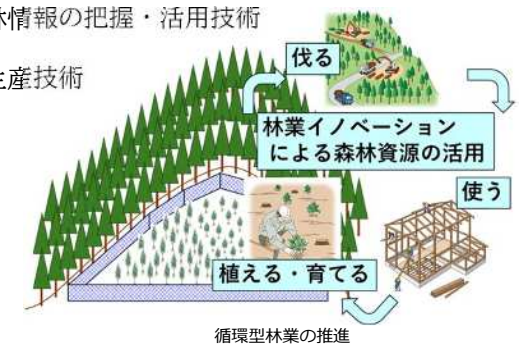 情報の把握・活用技術
生産技術
伐る
林業イノベーション
による森林資源の活用
使う
植える・育てる
循環型林業の推進